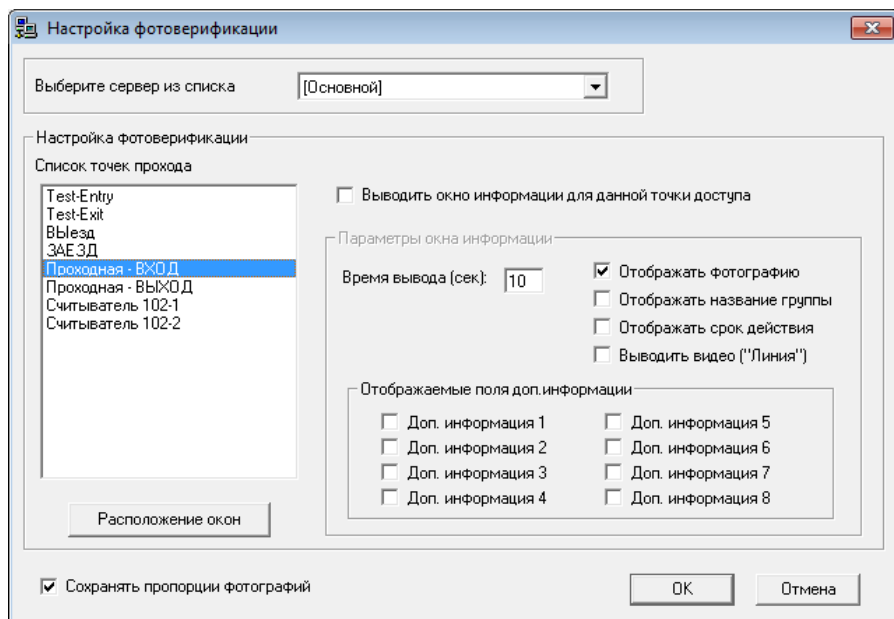 Настройка фотоверификации
Выберите сервер из списка [Основной]
Настройка фотоверификации
Список точек прохода
Test-Entry
Test-Exit
ВЫезд
ЗАЕЗД
Проходная - ВХОД
Проходная - ВЫХОД
Считыватель 102-1
Считыватель 102-2
Расположение окон
Выводить окно информации для данной точки доступа
Параметры окна информации
Время вывода (сек): 10
Отображать фотографию
Отображать название группы
Отображать срок действия
Выводить видео ("Линия")
Отображаемые поля доп.информации
Доп. информация 1
Доп. информация 2
Доп. информация 3
Доп. информация 4
Доп. информация 5
Доп. информация 6
Доп. информация 7
Доп. информация 8
Сохранять пропорции фотографий
OK
Отмена